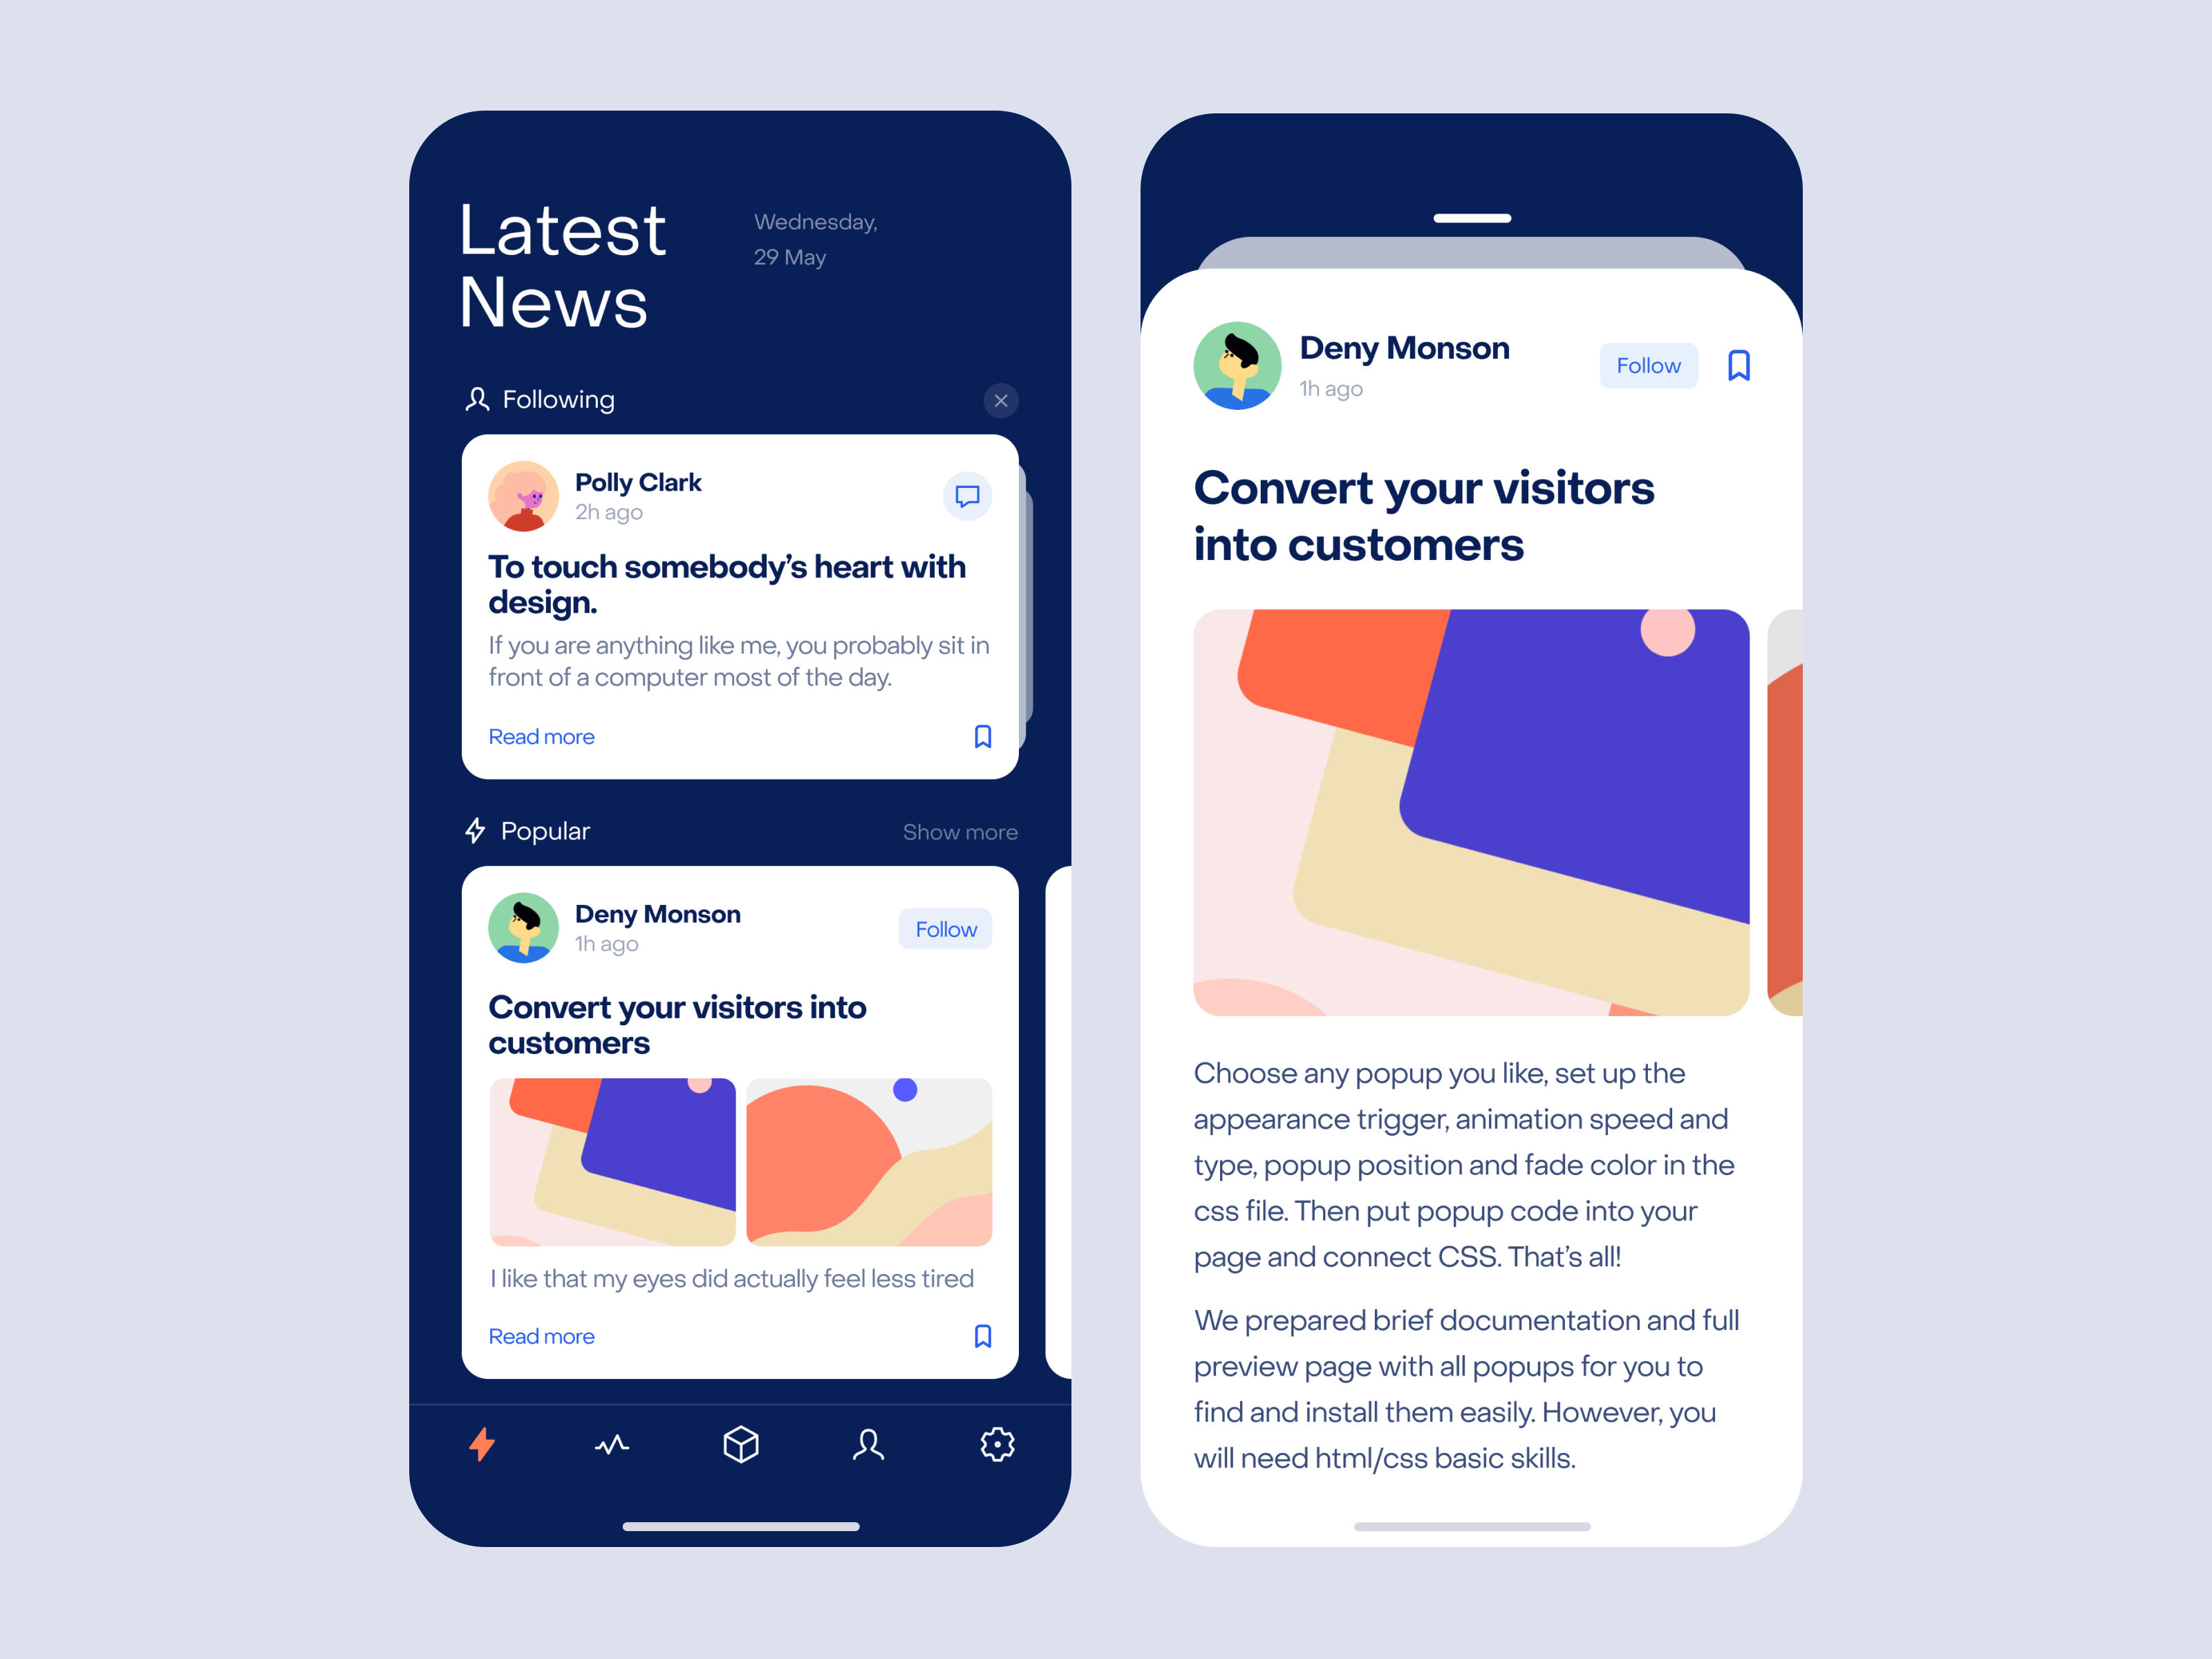 Latest
News
Wednesday,
29 May
Following
Polly Clark
2h ago
To touch somebody’s heart with
design.
If you are anything like me, you probably sit in
front of a computer most of the day.
Read more
Popular
Show more
Deny Monson
1h ago
Follow
Convert your visitors into
customers
I like that my eyes did actually feel less tired
Read more
Deny Monson
1h ago
Follow
Convert your visitors
into customers
Choose any popup you like, set up the
appearance trigger, animation speed and
type, popup position and fade color in the
css file. Then put popup code into your
page and connect CSS. That’s all!
We prepared brief documentation and full
preview page with all popups for you to
find and install them easily. However, you
will need html/css basic skills.